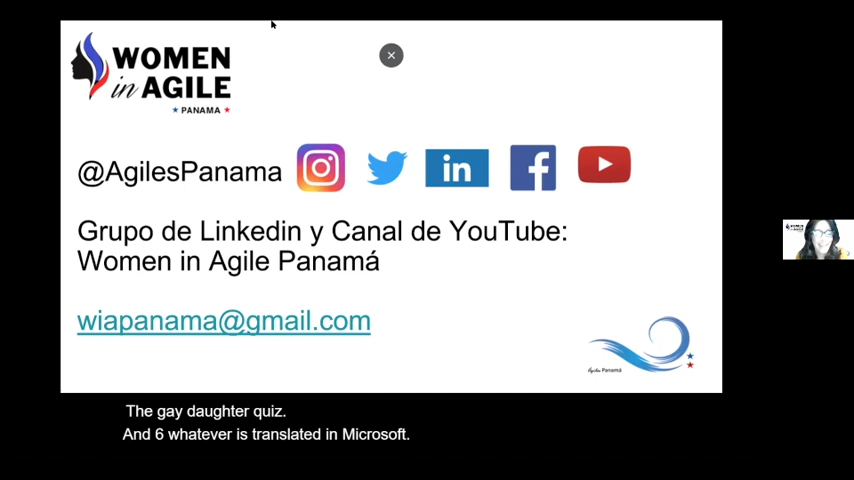 WOMEN
in AGILE
PANAMA
@AgilesPanama
in
Grupo de Linkedin y Canal de YouTube:
Women in Agile Panamá
wiapanama@gmail.com
Agiles Panamá
The gay daughter quiz.
And 6 whatever is translated in Microsoft.